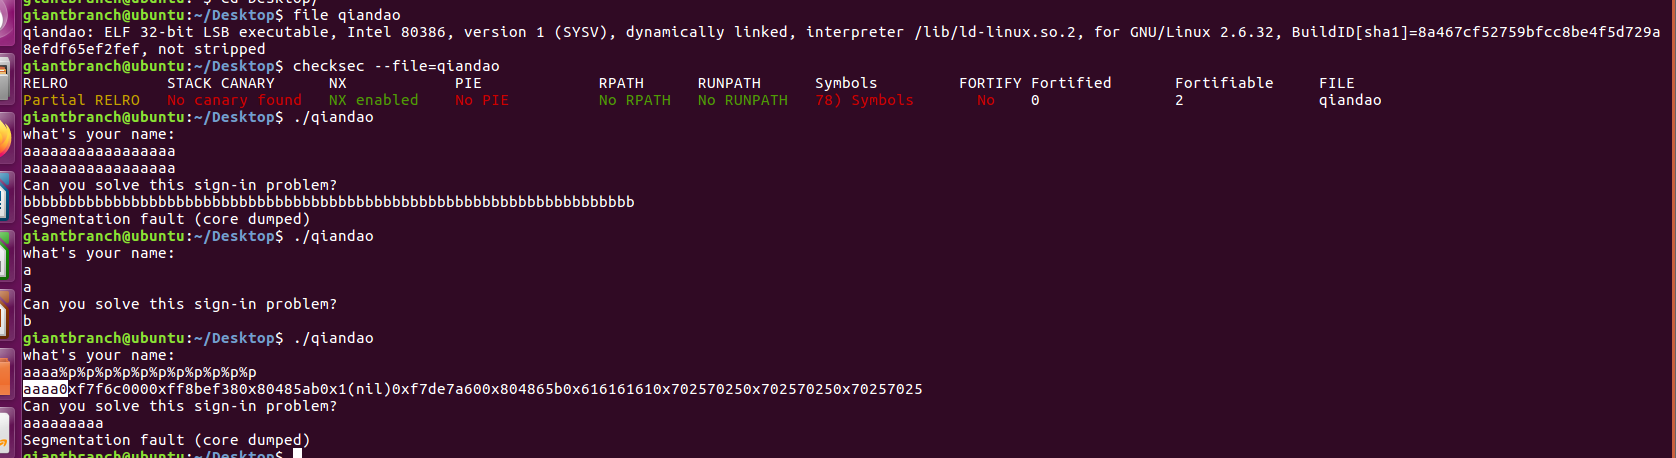 giantbranch@ubuntu:~/Desktop$ file qiandao
qiandao: ELF 32-bit LSB executable, Intel 80386, version 1 (SYSV), dynamically linked, interpreter /lib/ld-linux.so.2, for GNU/Linux 2.6.32, BuildID[sha1]=8a467cf52759bfcc8be4f5d729a
8efdf65ef2fef, not stripped
giantbranch@ubuntu:~/Desktop$ checksec --file=qiandao
RELRO STACK CANARY NX PIE RPATH RUNPATH Symbols FORTIFY Fortified Fortifiable FILE
Partial RELRO No canary found NX enabled No PIE No RPATH No RUNPATH 78) Symbols No 0 2 qiandao
giantbranch@ubuntu:~/Desktop$ ./qiandao
what's your name:
aaaaaaaaaaaaaaaaa
aaaaaaaaaaaaaaaaa
Can you solve this sign-in problem?
bbbbbbbbbbbbbbbbbbbbbbbbbbbbbbbbbbbbbbbbbbbbbbbbbbbbbbbbbbbbbbbbbbbb
Segmentation fault (core dumped)
giantbranch@ubuntu:~/Desktop$ ./qiandao
what's your name:
a
a
Can you solve this sign-in problem?
b
giantbranch@ubuntu:~/Desktop$ ./qiandao
what's your name:
aaaa%p%p%p%p%p%p%p%p%p%p%p
aaaa0xf7f6c0000xff8bef380x80485ab0x1(nil)0xf7de7a600x804865b0x616161610x702570250x702570250x70257025
Can you solve this sign-in problem?
aaaaaaaaa
Segmentation fault (core dumped)
giantbranch@ubuntu:~/Desktop$